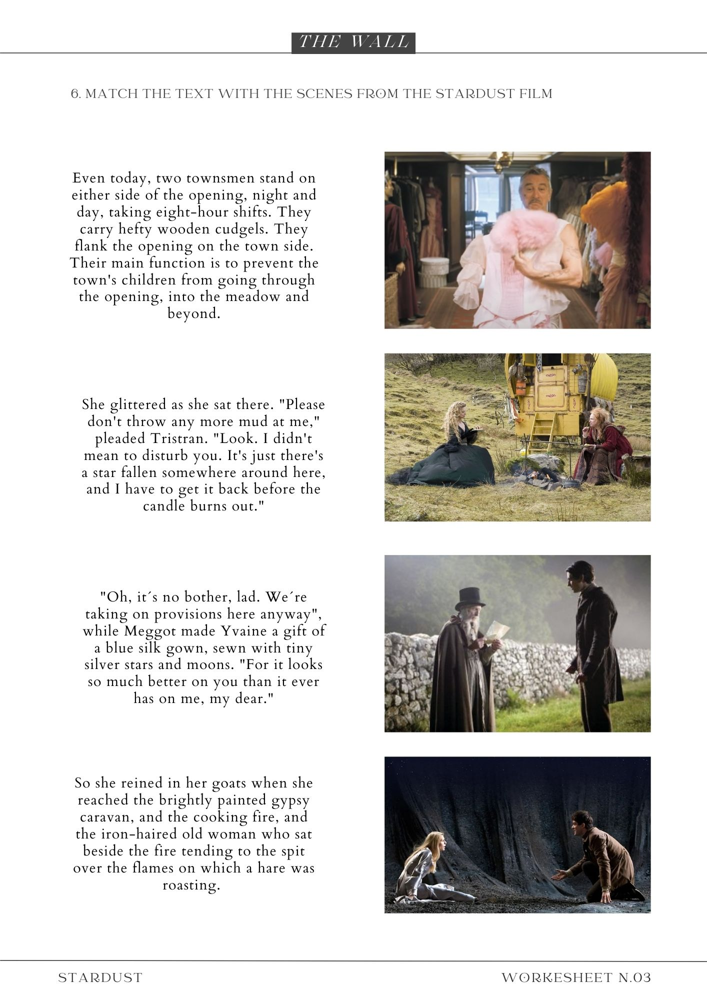 THE WALL
6. MATCH THE TEXT WITH THE SCENES FROM THE STARDUST FILM
Even today, two townsmen stand on
either side of the opening, night and
day, taking eight-hour shifts. They
carry hefty wooden cudgels. They
flank the opening on the town side.
Their main function is to prevent the
town's children from going through
the opening, into the meadow and
beyond.
She glittered as she sat there. "Please
don't throw any more mud at me,"
pleaded Tristran. "Look. I didn't
mean to disturb you. It's just there's
a star fallen somewhere around here,
and I have to get it back before the
candle burns out."
"Oh, it´s no bother, lad. We´re
taking on provisions here anyway",
while Meggot made Yvaine a gift of
a blue silk gown, sewn with tiny
silver stars and moons. "For it looks
so much better on you than it ever
has on me, my dear."
So she reined in her goats when she
reached the brightly painted gypsy
caravan, and the cooking fire, and
the iron-haired old woman who sat
beside the fire tending to the spit
over the flames on which a hare was
roasting.
STARDUST
WORKESHEET N.03